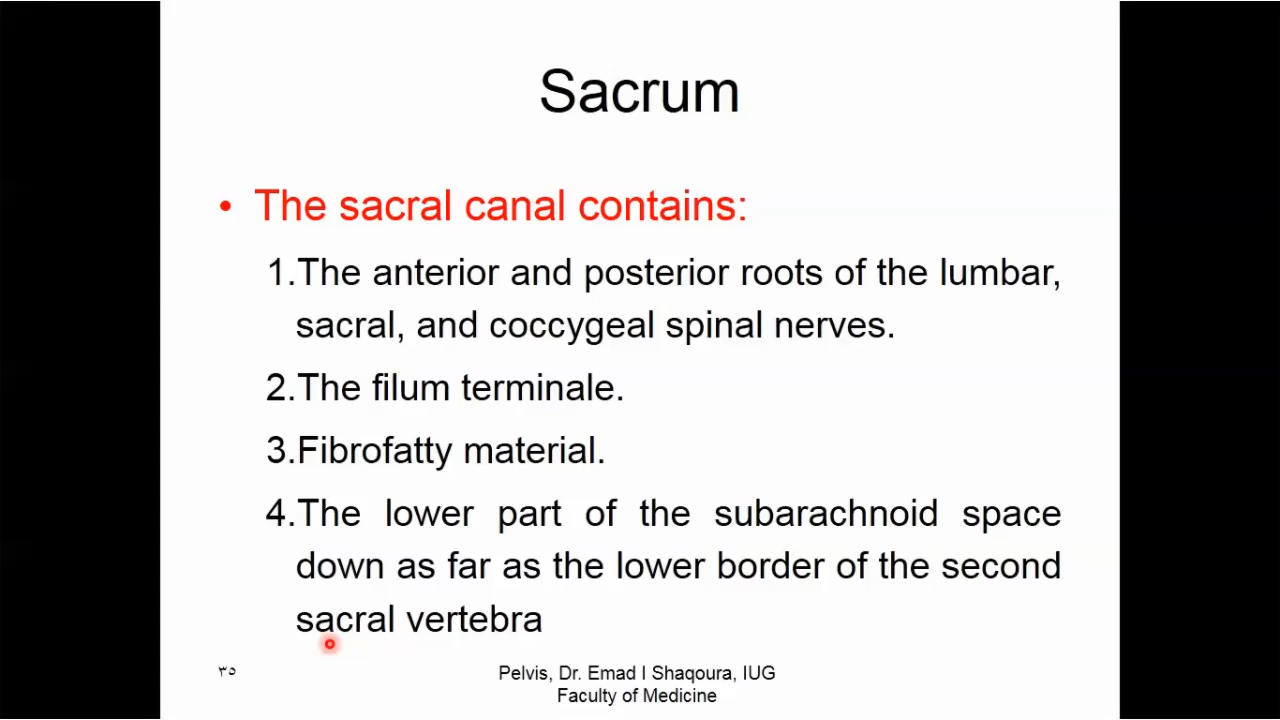 Sacrum
• The sacral canal contains:
1.The anterior and posterior roots of the lumbar,
sacral, and coccygeal spinal nerves.
2.The filum terminale.
3.Fibrofatty material.
4.The lower part of the subarachnoid space
down as far as the lower border of the second
sacral vertebra
٣٥
Pelvis, Dr. Emad I Shaqoura, IUG
Faculty of Medicine